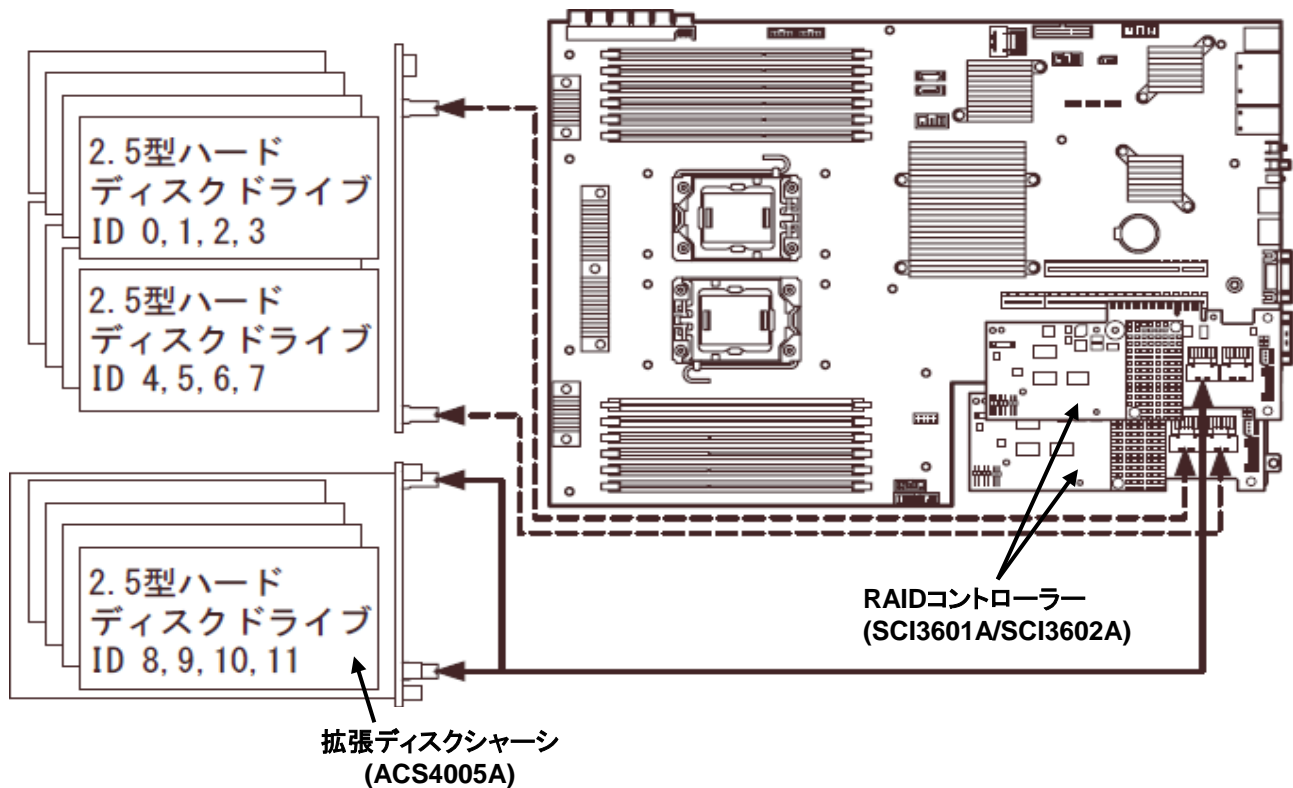 2.5型ハード
ディスクドライブ
ID 0,1,2,3
2.5型ハード
ディスクドライブ
ID 4,5,6,7
2.5型ハード
ディスクドライブ
ID 8,9,10,11
RAIDコントローラー
(SCI3601A/SCI3602A)
拡張ディスクシャーシ
(ACS4005A)